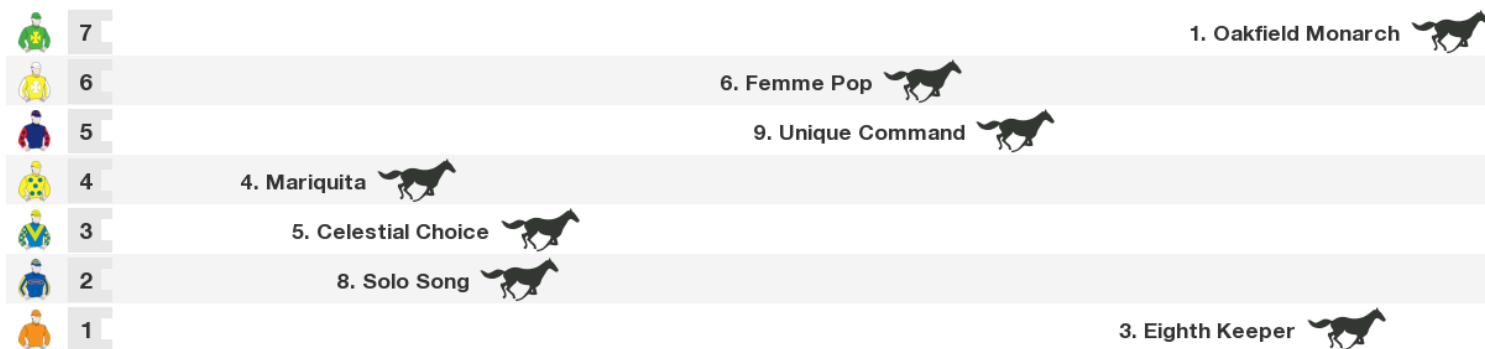 7 1. Oakfield Monarch
6 6. Femme Pop
5 9. Unique Command
4 4. Mariquita
3 5. Celestial Choice
2 8. Solo Song
1 3. Eighth Keeper